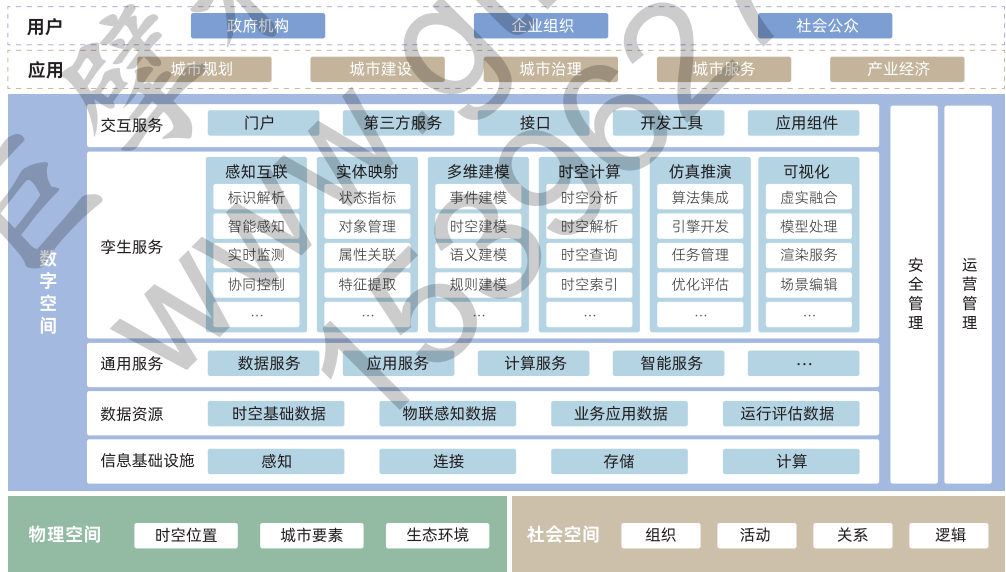 用户 政府机构 企业组织 社会公众
应用 城市规划 城市建设 城市治理 城市服务 产业经济
数字空间
交互服务 门户 第三方服务 接口 开发工具 应用组件
孪生服务
感知互联 实体映射 多维建模 时空计算 仿真推演 可视化
标识解析 状态指标 事件建模 时空分析 算法集成 虚实融合
智能感知 对象管理 时空建模 时空解析 引擎开发 模型处理
实时监测 属性关联 语义建模 时空查询 任务管理 渲染服务
协同控制 特征提取 规则建模 时空索引 优化评估 场景编辑
… … … … … …
通用服务 数据服务 应用服务 计算服务 智能服务 …
数据资源 时空基础数据 物联感知数据 业务应用数据 运行评估数据
信息基础设施 感知 连接 存储 计算
安全管理
运营管理
物理空间 时空位置 城市要素 生态环境
社会空间 组织 活动 关系 逻辑
巨擘
www.g
153962